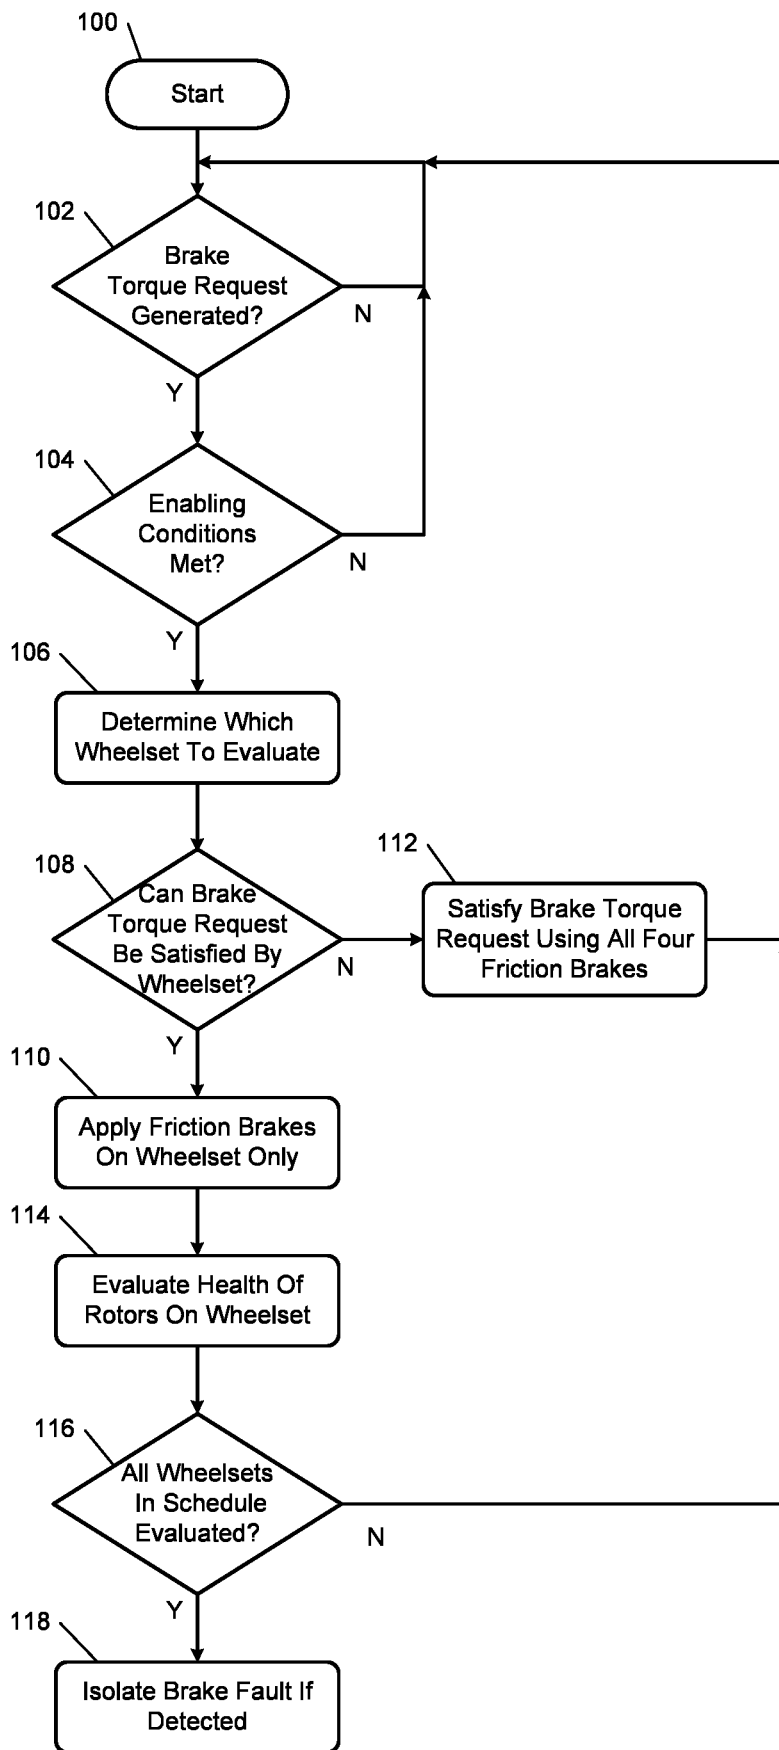 100
Start
102
Brake
Torque Request
Generated?
N
Y
104
Enabling
Conditions
Met?
N
Y
106
Determine Which
Wheelset To Evaluate
108
Can Brake
Torque Request
Be Satisfied By
Wheelset?
N
Y
112
Satisfy Brake Torque
Request Using All Four
Friction Brakes
110
Apply Friction Brakes
On Wheelset Only
114
Evaluate Health Of
Rotors On Wheelset
116
All Wheelsets
In Schedule
Evaluated?
N
Y
118
Isolate Brake Fault If
Detected